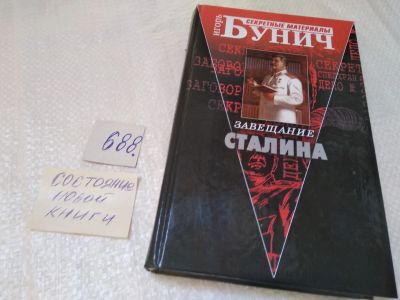 СЕКРЕТНЫЕ МАТЕРИАЛЫ
ИГОРЬ
БУНИЧ
ЗАВЕЩАНИЕ
СТАЛИНА
688.
СОСТОЯНИЕ
НОВОЙ
КНИГИ